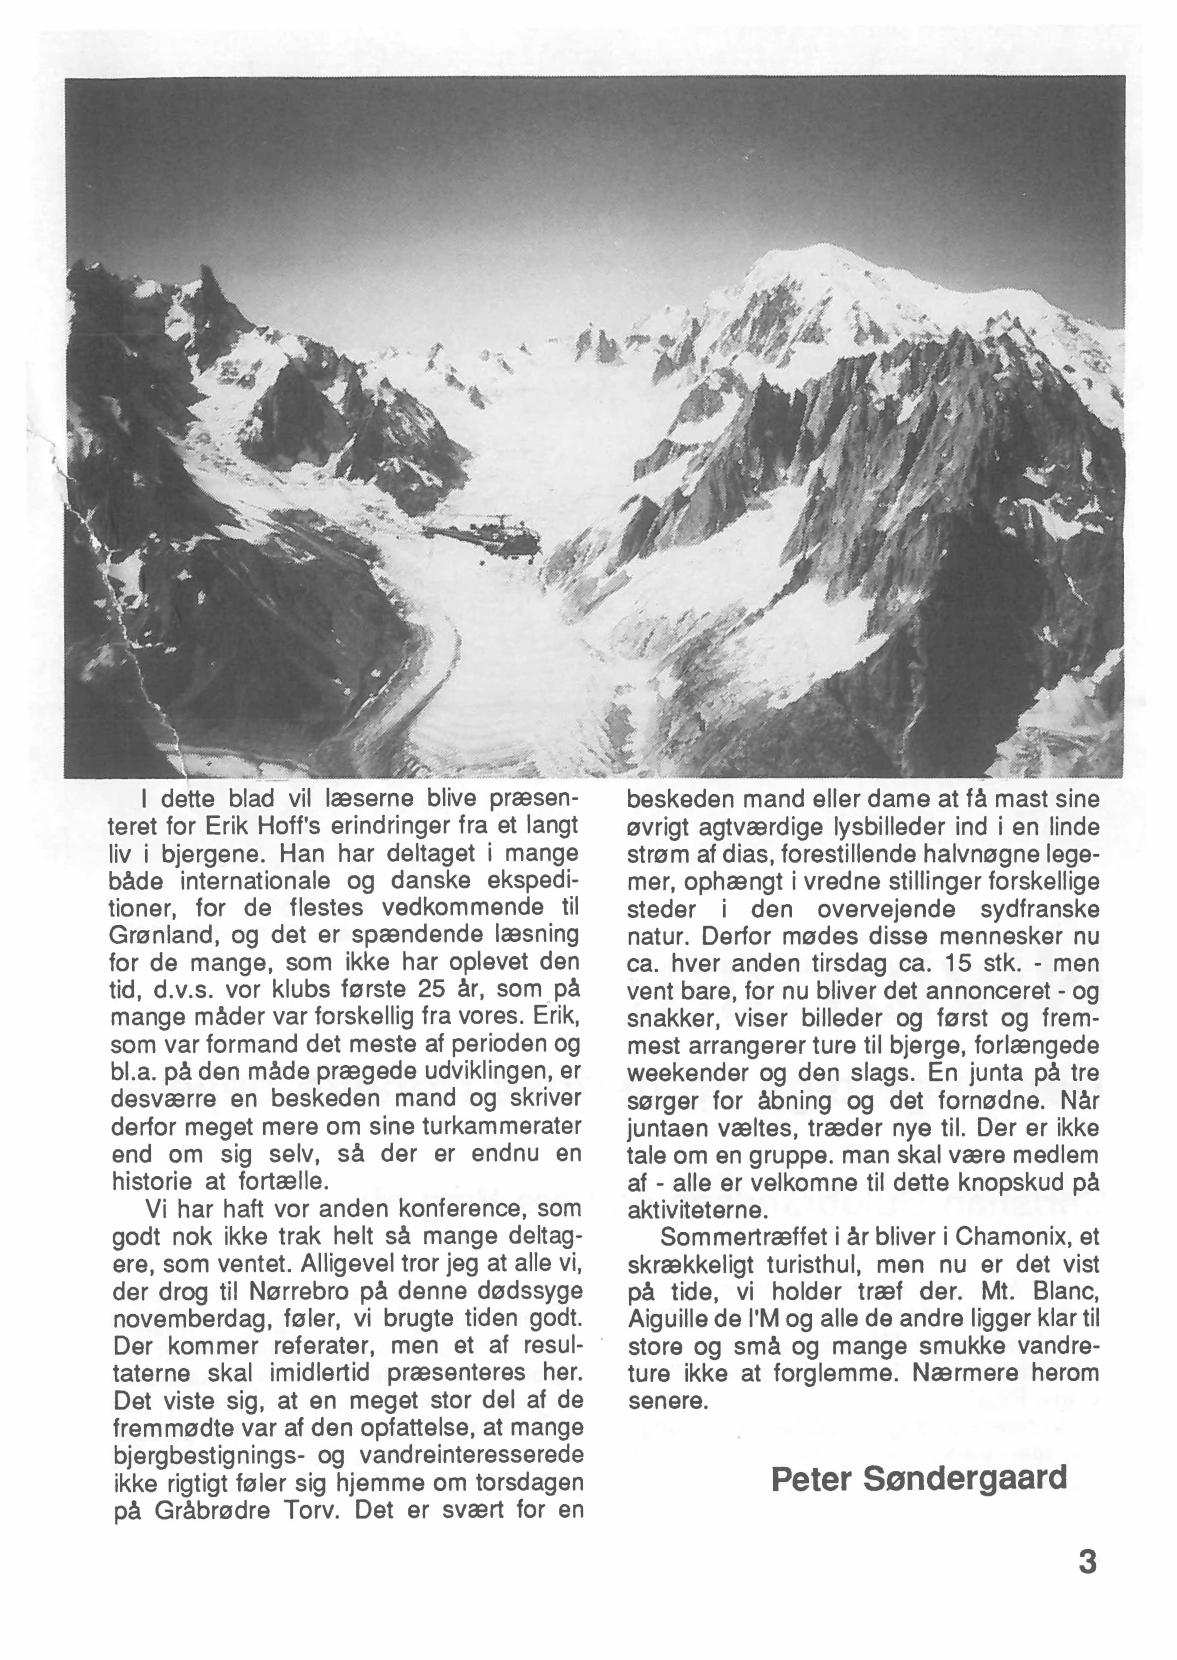 I dette blad vil læserne blive præsen-
teret for Erik Hoff's erindringer fra et langt
liv i bjergene. Han har deltaget i mange
både internationale og danske ekspedi-
tioner, for de flestes vedkommende til
Grønland, og det er spændende læsning
for de mange, som ikke har oplevet den
tid, d.v.s. vor klubs første 25 år, som på
mange måder var forskellig fra vores. Erik,
som var formand det meste af perioden og
bl.a. på den måde prægede udviklingen, er
desværre en beskeden mand og skriver
derfor meget mere om sine turkammerater
end om sig selv, så der er endnu en
historie at fortælle.
Vi har haft vor anden konference, som
godt nok ikke trak helt så mange deltag-
ere, som ventet. Alligevel tror jeg at alle vi,
der drog til Nørrebro på denne dødssyge
novemberdag, føler, vi brugte tiden godt.
Der kommer referater, men et af resul-
taterne skal imidlertid præsenteres her.
Det viste sig, at en meget stor del af de
fremmødte var af den opfattelse, at mange
bjergbestignings- og vandreinteresserede
ikke rigtigt føler sig hjemme om torsdagen
på Gråbrødre Torv. Det er svært for en
beskeden mand eller dame at få mast sine
øvrigt agtværdige lysbilleder ind i en linde
strøm af dias, forestillende halvnøgne lege-
mer, ophængt i vredne stillinger forskellige
steder i den overvejende sydfranske
natur. Derfor mødes disse mennesker nu
ca. hver anden tirsdag ca. 15 stk. - men
vent bare, for nu bliver det annonceret - og
snakker, viser billeder og først og frem-
mest arrangerer ture til bjerge, forlængede
weekender og den slags. En junta på tre
sørger for åbning og det fornødne. Når
juntaen væltes, træder nye til. Der er ikke
tale om en gruppe. man skal være medlem
af - alle er velkomne til dette knopskud på
aktiviteterne.
Sommertræffet i år bliver i Chamonix, et
skrækkeligt turisthul, men nu er det vist
på tide, vi holder træf der. Mt. Blanc,
Aiguille de l'M og alle de andre ligger klar til
store og små og mange smukke vandre-
ture ikke at forglemme. Nærmere herom
senere.
Peter Søndergaard
3